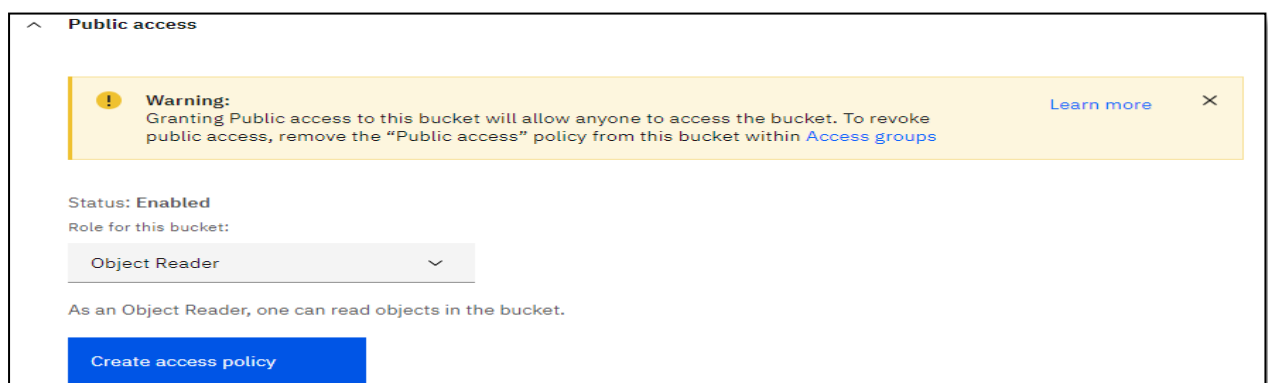 Public access
Warning:
Learn more
Granting Public access to this bucket will allow anyone to access the bucket. To revoke
public access, remove the “Public access” policy from this bucket within Access groups
Status: Enabled
Role for this bucket:
Object Reader
As an Object Reader, one can read objects in the bucket.
Create access policy